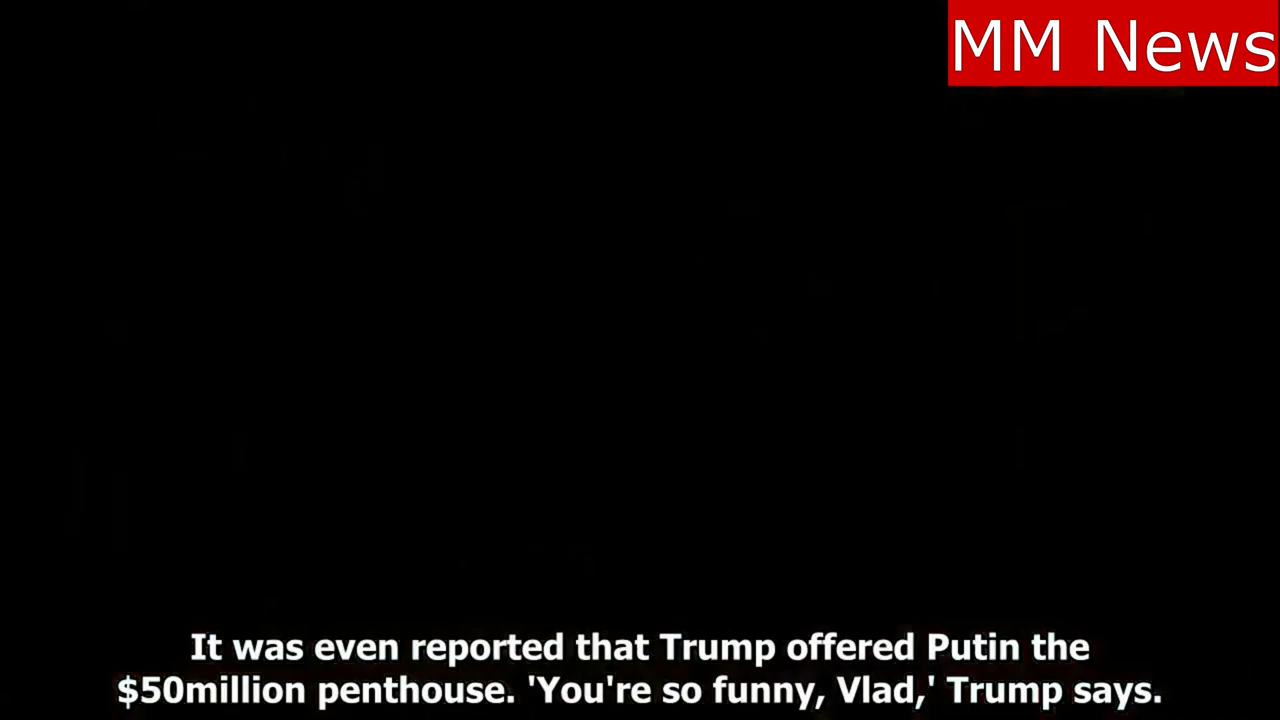 MM News
It was even reported that Trump offered Putin the
$50million penthouse. 'You're so funny, Vlad,' Trump says.